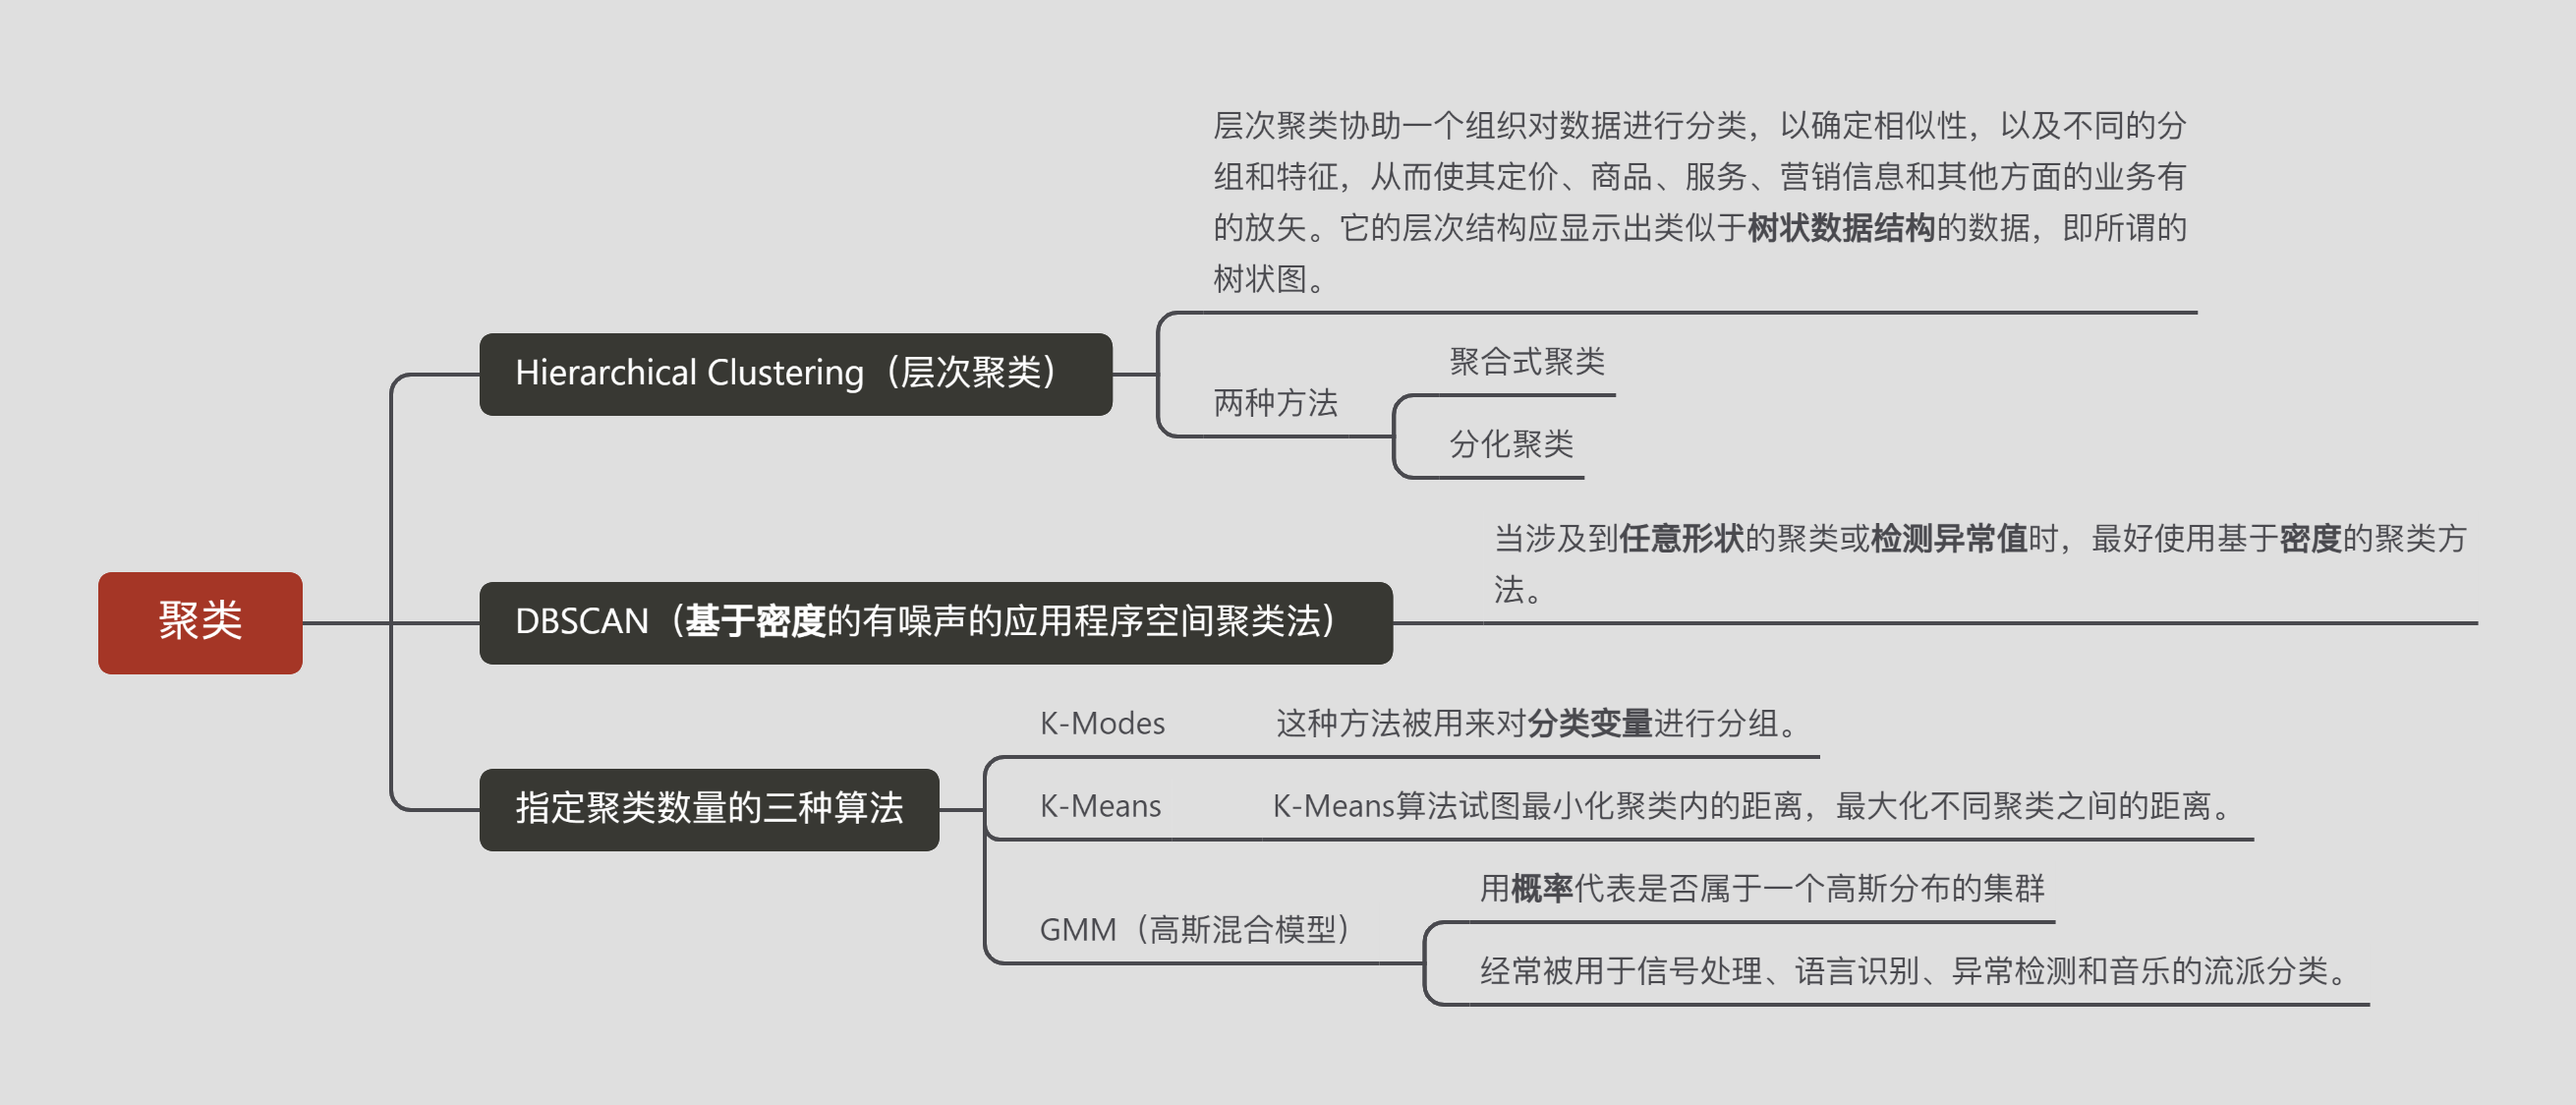 层次聚类协助一个组织对数据进行分类，以确定相似性，以及不同的分
组和特征，从而使其定价、商品、服务、营销信息和其他方面的业务有
的放矢。它的层次结构应显示出类似于树状数据结构的数据，即所谓的
树状图。
Hierarchical Clustering（层次聚类）
聚合式聚类
两种方法
分化聚类
当涉及到任意形状的聚类或检测异常值时，最好使用基于密度的聚类方
法。
聚类
DBSCAN（基于密度的有噪声的应用程序空间聚类法）
K-Modes
这种方法被用来对分类变量进行分组。
指定聚类数量的三种算法
K-Means
K-Means算法试图最小化聚类内的距离，最大化不同聚类之间的距离。
用概率代表是否属于一个高斯分布的集群
GMM（高斯混合模型）
经常被用于信号处理、语言识别、异常检测和音乐的流派分类。